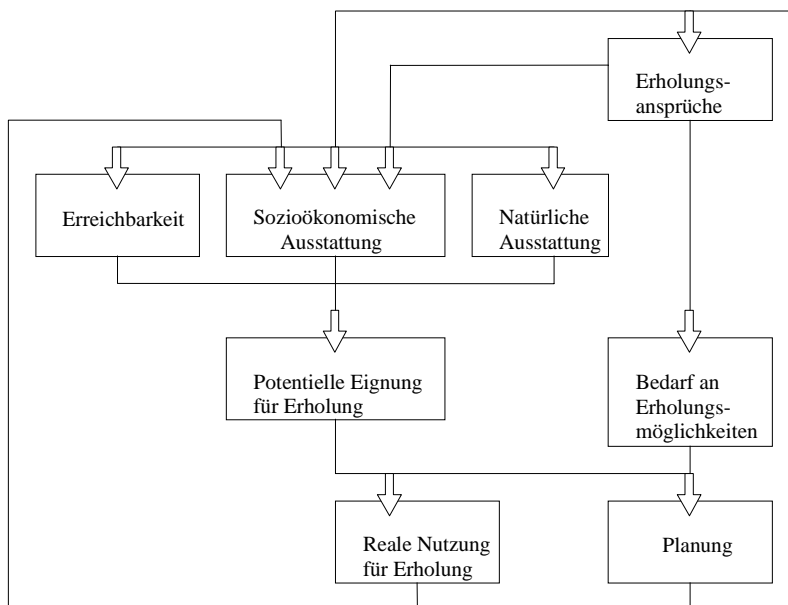 Erholungs-
ansprüche
Erreichbarkeit
Sozioökonomische
Ausstattung
Natürliche
Ausstattung
Potentielle Eignung
für Erholung
Bedarf an
Erholungs-
möglichkeiten
Reale Nutzung
für Erholung
Planung